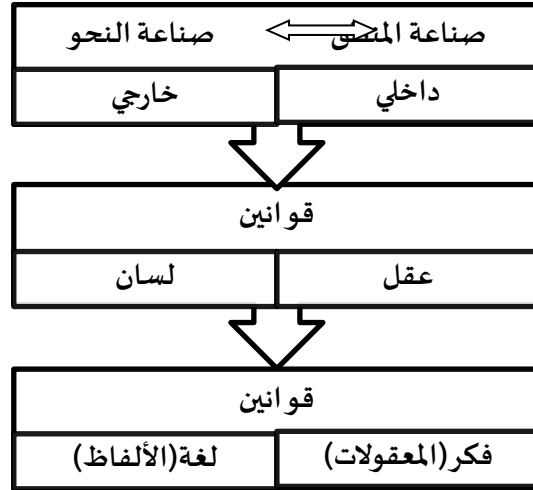 صناعة المنطق صناعة النحو
داخلي خارجي
قوانين
عقل لسان
قوانين
فكر(المعقولات) لغة(الألفاظ)